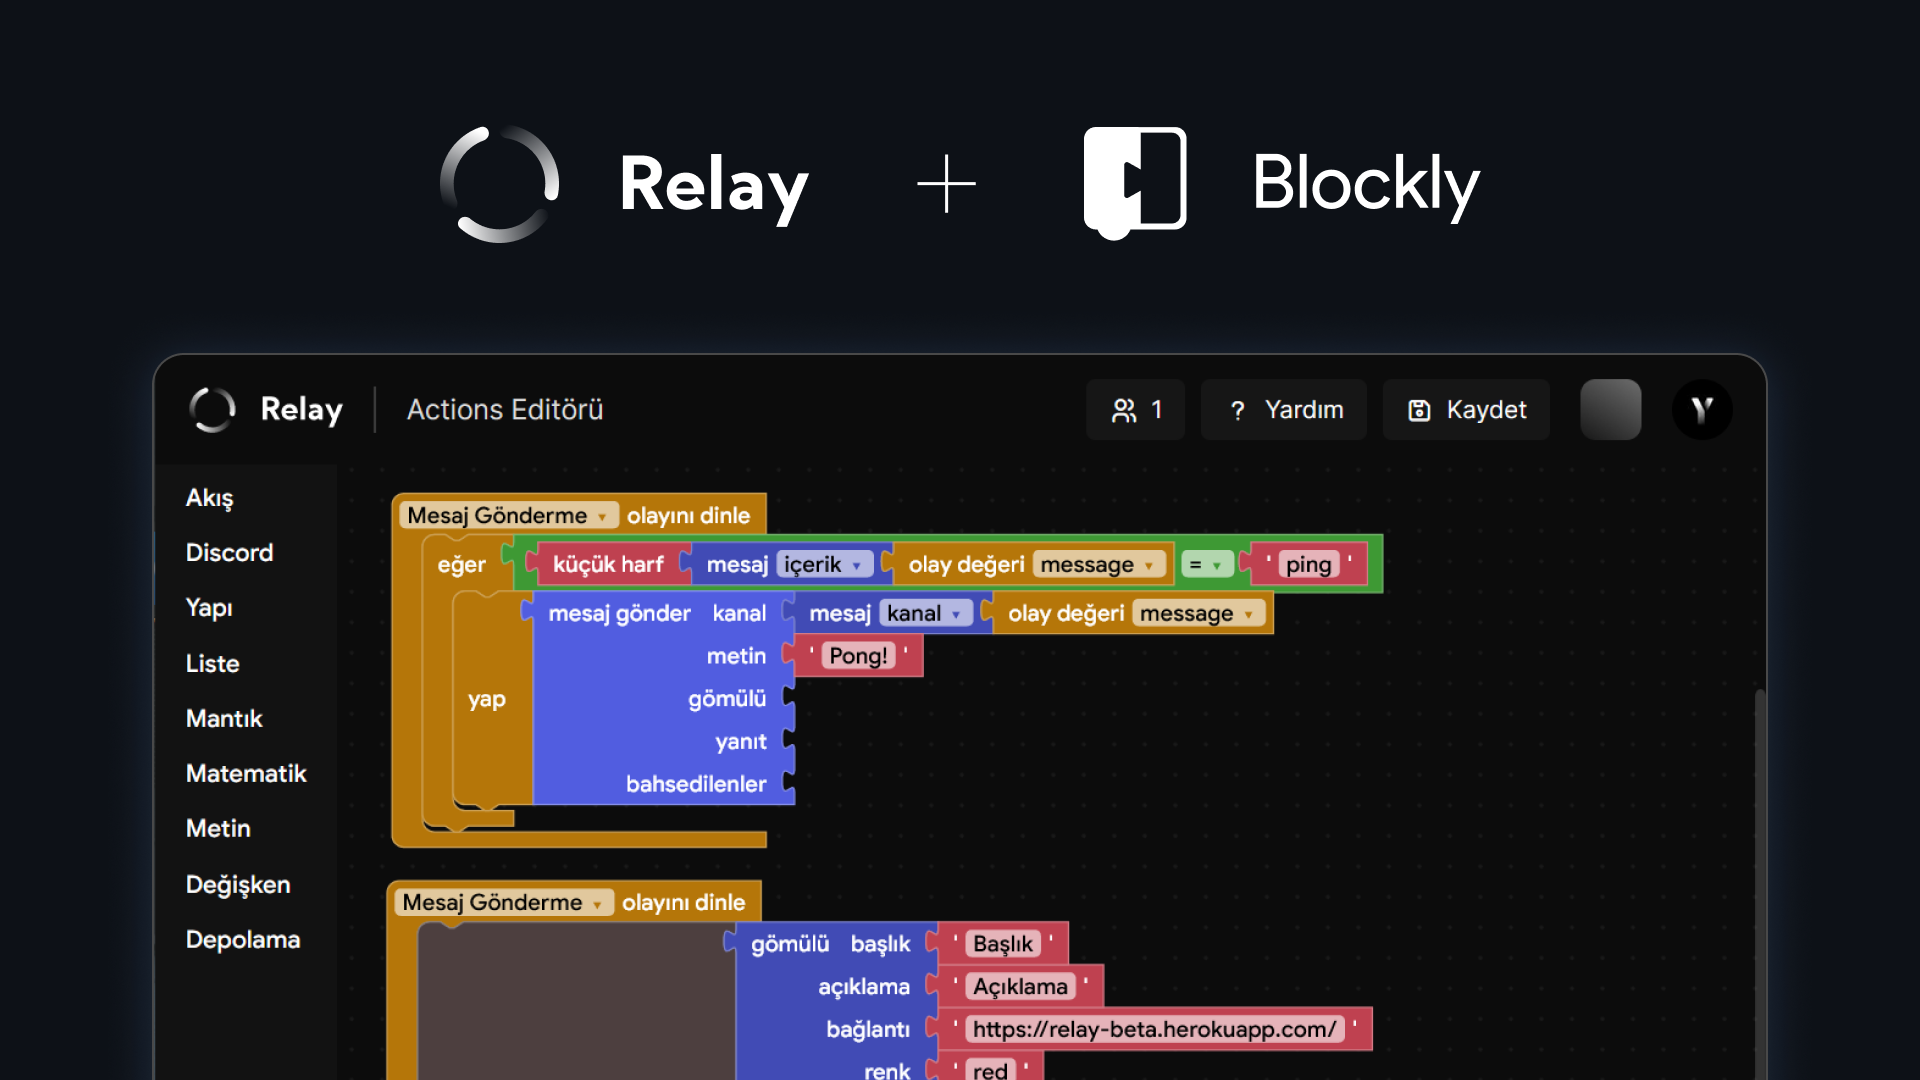 Relay + Blockly
Relay | Actions Editörü 1 ? Yardım Kaydet Y
Akış
Discord
Yapı
Liste
Mantık
Matematik
Metin
Değişken
Depolama
Mesaj Gönderme olayını dinle
eğer küçük harf mesaj içerik olay değeri message = ' ping '
yap mesaj gönder kanal mesaj kanal olay değeri message
metin ' Pong! '
gömülü
yanıt
bahsedilenler
Mesaj Gönderme olayını dinle
gömülü başlık ' Başlık '
açıklama ' Açıklama '
bağlantı ' https://relay-beta.herokuapp.com/ '
renk ' red '